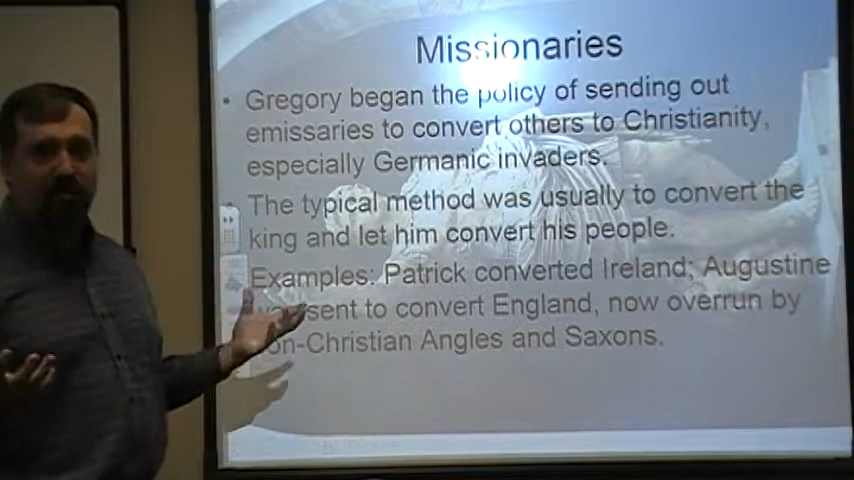 Missionaries
• Gregory began the policy of sending out
emissaries to convert others to Christianity,
especially Germanic invaders.
The typical method was usually to convert the
king and let him convert his people.
Examples: Patrick converted Ireland; Augustine
sent to convert England, now overrun by
on-Christian Angles and Saxons.